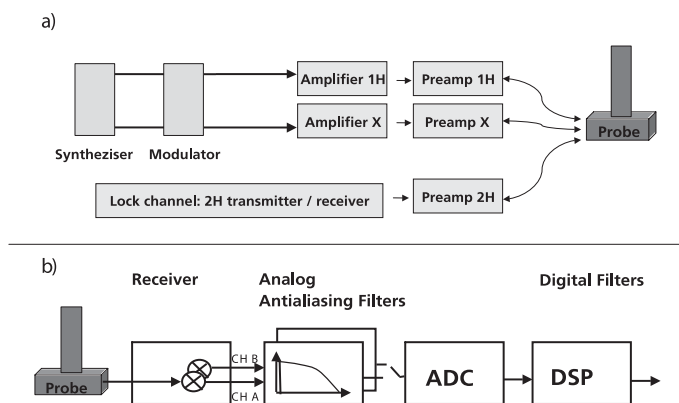 a)
Amplifier 1H
Preamp 1H
Amplifier X
Preamp X
Probe
Syntheziser
Modulator
Lock channel: 2H transmitter / receiver
Preamp 2H
b)
Receiver
Analog
Antialiasing Filters
Digital Filters
CH B
CH A
Probe
ADC
DSP